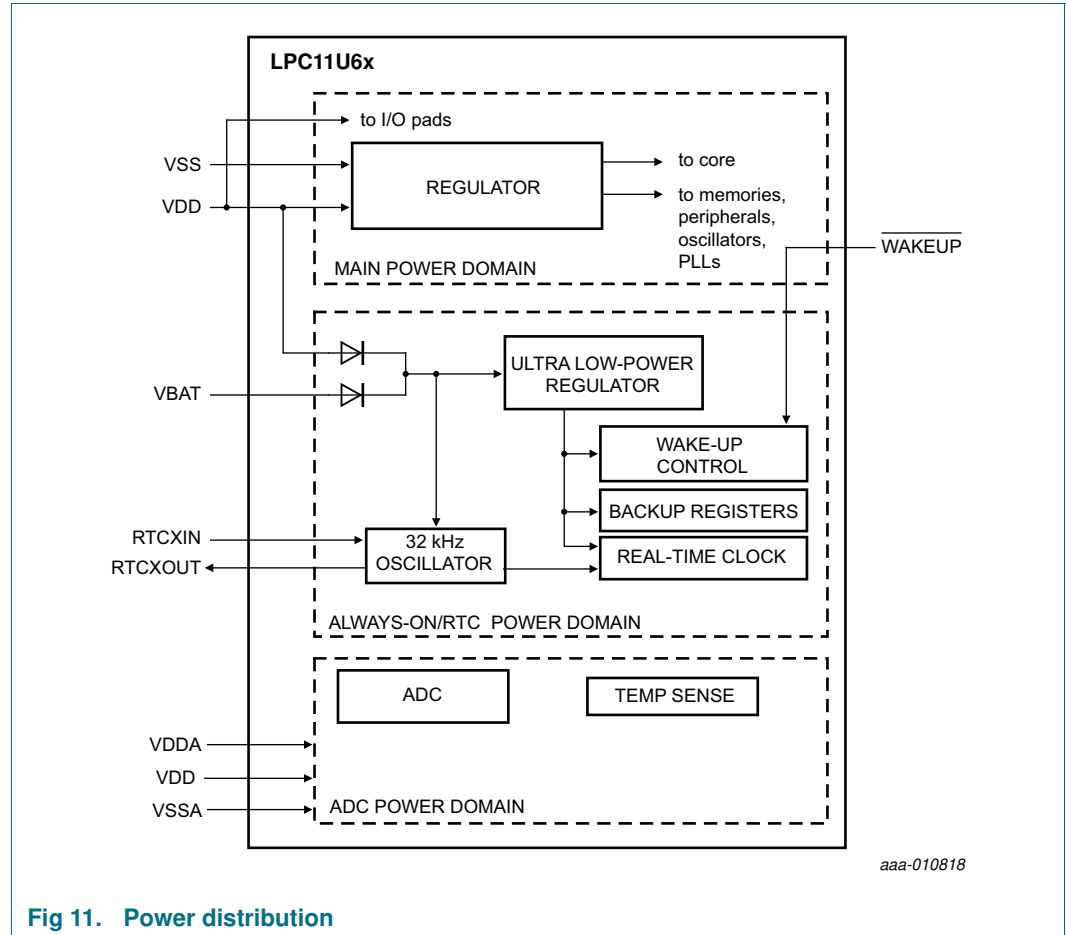 LPC11U6x
to I/O pads
VSS
REGULATOR
to core
VDD
to memories,
peripherals,
oscillators,
PLLs
WAKEUP
MAIN POWER DOMAIN
ULTRA LOW-POWER
REGULATOR
VBAT
WAKE-UP
CONTROL
BACKUP REGISTERS
RTCXIN
32 kHz
OSCILLATOR
REAL-TIME CLOCK
RTCXOUT
ALWAYS-ON/RTC POWER DOMAIN
ADC
TEMP SENSE
VDDA
VDD
VSSA
ADC POWER DOMAIN
aaa-010818
Fig 11. Power distribution